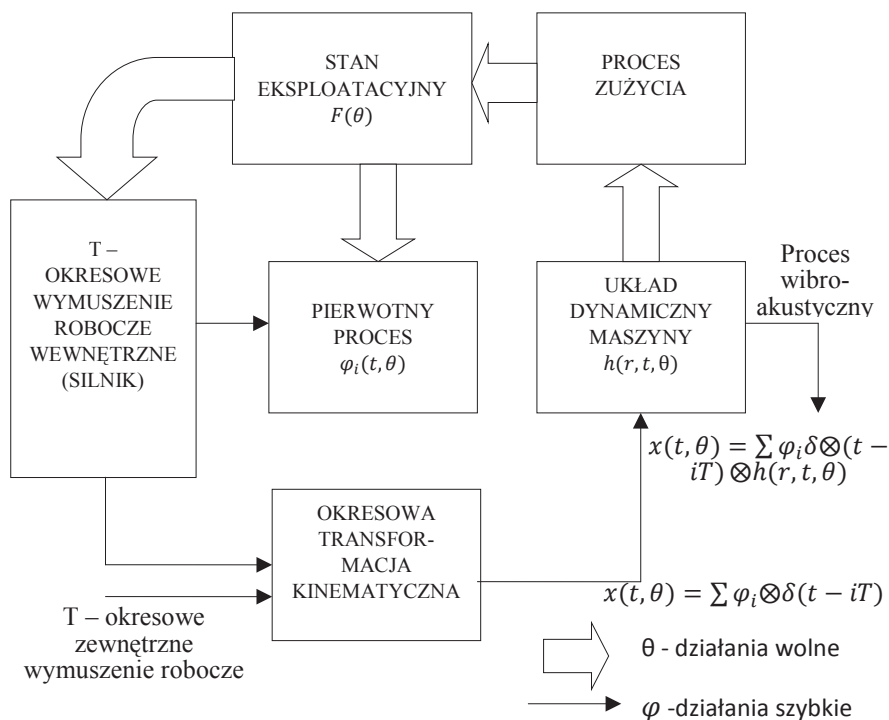 STAN
EKSPLOATACYJNY
F(θ)
PROCES
ZUŻYCIA
T –
OKRESOWE
WYMUSZENIE
ROBOCZE
WEWNĘTRZNE
(SILNIK)
PIERWOTNY
PROCES
φᵢ(t, θ)
UKŁAD
DYNAMICZNY
MASZYNY
h(r, t, θ)
Proces
wibro-
akustyczny
x(t, θ) = ∑ φᵢδ⊗(t −
iT) ⊗h(r, t, θ)
OKRESOWA
TRANSFOR-
MACJA
KINEMATYCZNA
x(t, θ) = ∑ φᵢ⊗δ(t − iT)
T – okresowe
zewnętrzne
wymuszenie robocze
θ - działania wolne
φ -działania szybkie